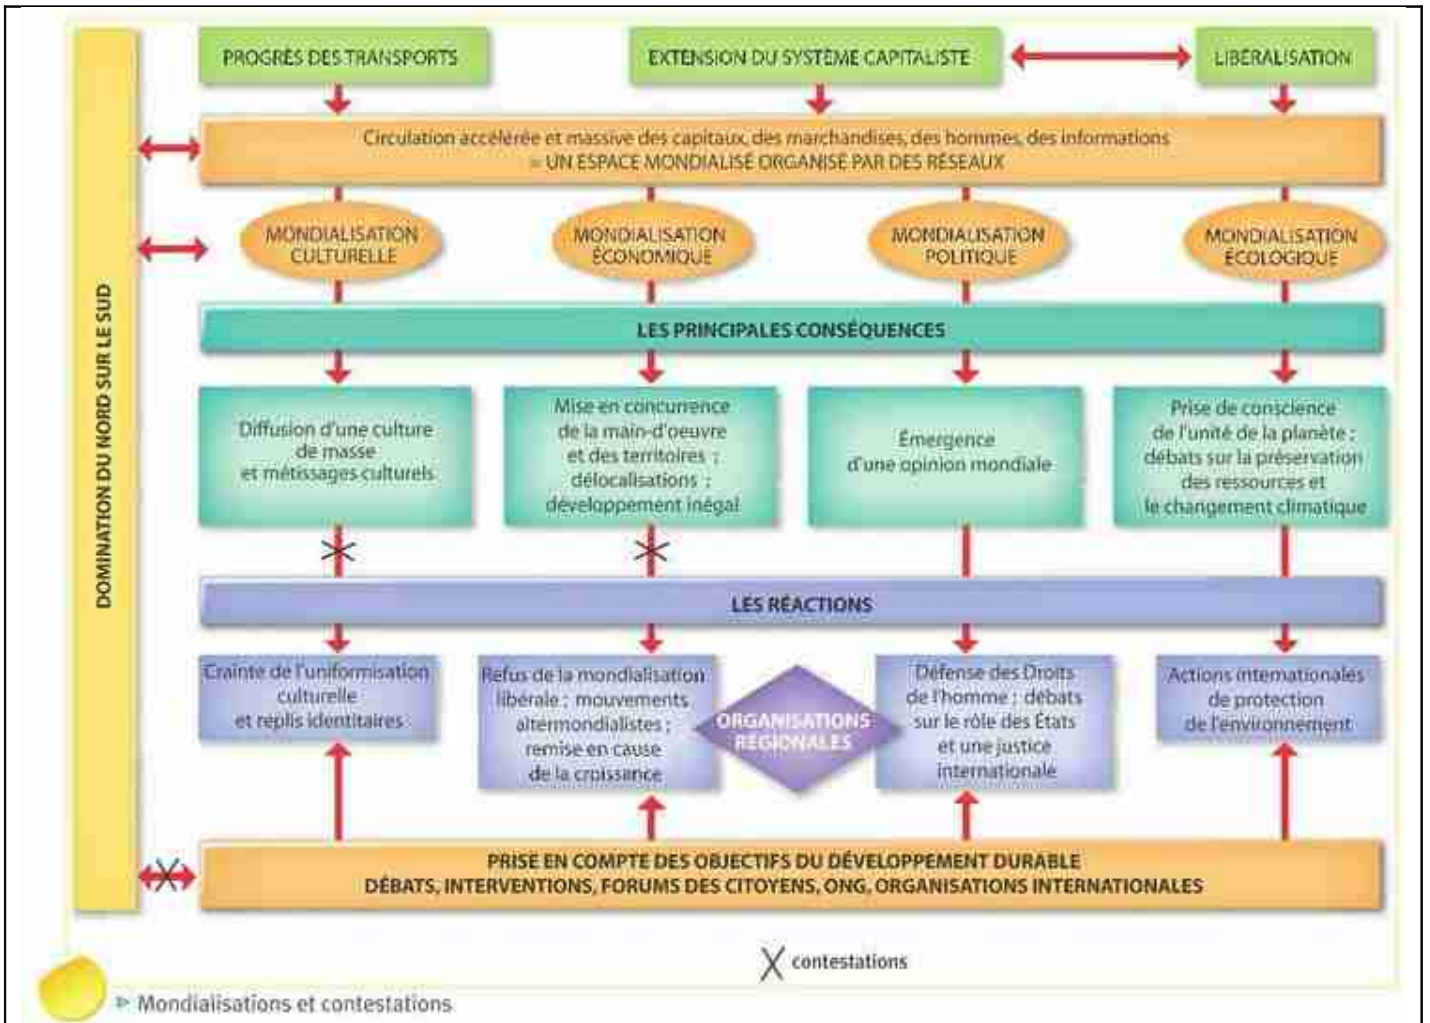 PROGRÈS DES TRANSPORTS
EXTENSION DU SYSTÈME CAPITALISTE
LIBÉRALISATION
Circulation accélérée et massive des capitaux, des marchandises, des hommes, des informations
= UN ESPACE MONDIALISÉ ORGANISÉ PAR DES RÉSEAUX
DOMINATION DU NORD SUR LE SUD
MONDIALISATION
CULTURELLE
MONDIALISATION
ÉCONOMIQUE
MONDIALISATION
POLITIQUE
MONDIALISATION
ÉCOLOGIQUE
LES PRINCIPALES CONSÉQUENCES
Diffusion d'une culture
de masse
et métissages culturels
Mise en concurrence
de la main-d'oeuvre
et des territoires ;
délocalisations ;
développement inégal
Émergence
d'une opinion mondiale
Prise de conscience
de l'unité de la planète ;
débats sur la préservation
des ressources et
le changement climatique
LES RÉACTIONS
Crainte de l'uniformisation
culturelle
et replis identitaires
Refus de la mondialisation
libérale ; mouvements
altermondialistes ;
remise en cause
de la croissance
ORGANISATIONS
RÉGIONALES
Défense des Droits
de l'homme ; débats
sur le rôle des États
et une justice
internationale
Actions internationales
de protection
de l'environnement
PRISE EN COMPTE DES OBJECTIFS DU DÉVELOPPEMENT DURABLE
DÉBATS, INTERVENTIONS, FORUMS DES CITOYENS, ONG, ORGANISATIONS INTERNATIONALES
contestations
Mondialisations et contestations